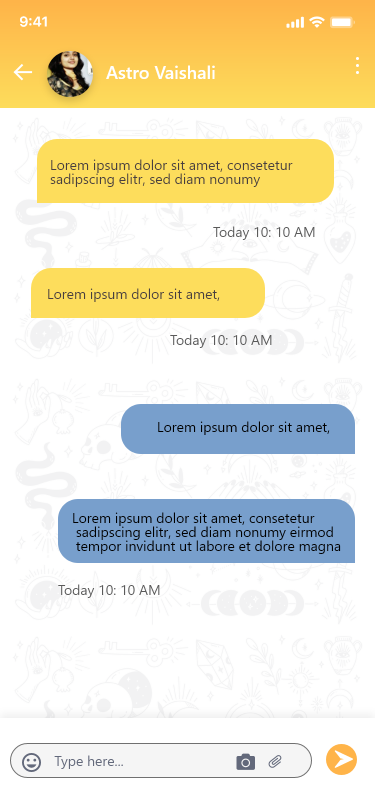 9:41
Astro Vaishali
Lorem ipsum dolor sit amet, consetetur
sadipscing elitr, sed diam nonumy
Today 10: 10 AM
Lorem ipsum dolor sit amet,
Today 10: 10 AM
Lorem ipsum dolor sit amet,
Lorem ipsum dolor sit amet, consetetur
sadipscing elitr, sed diam nonumy eirmod
tempor invidunt ut labore et dolore magna
Today 10: 10 AM
Type here...